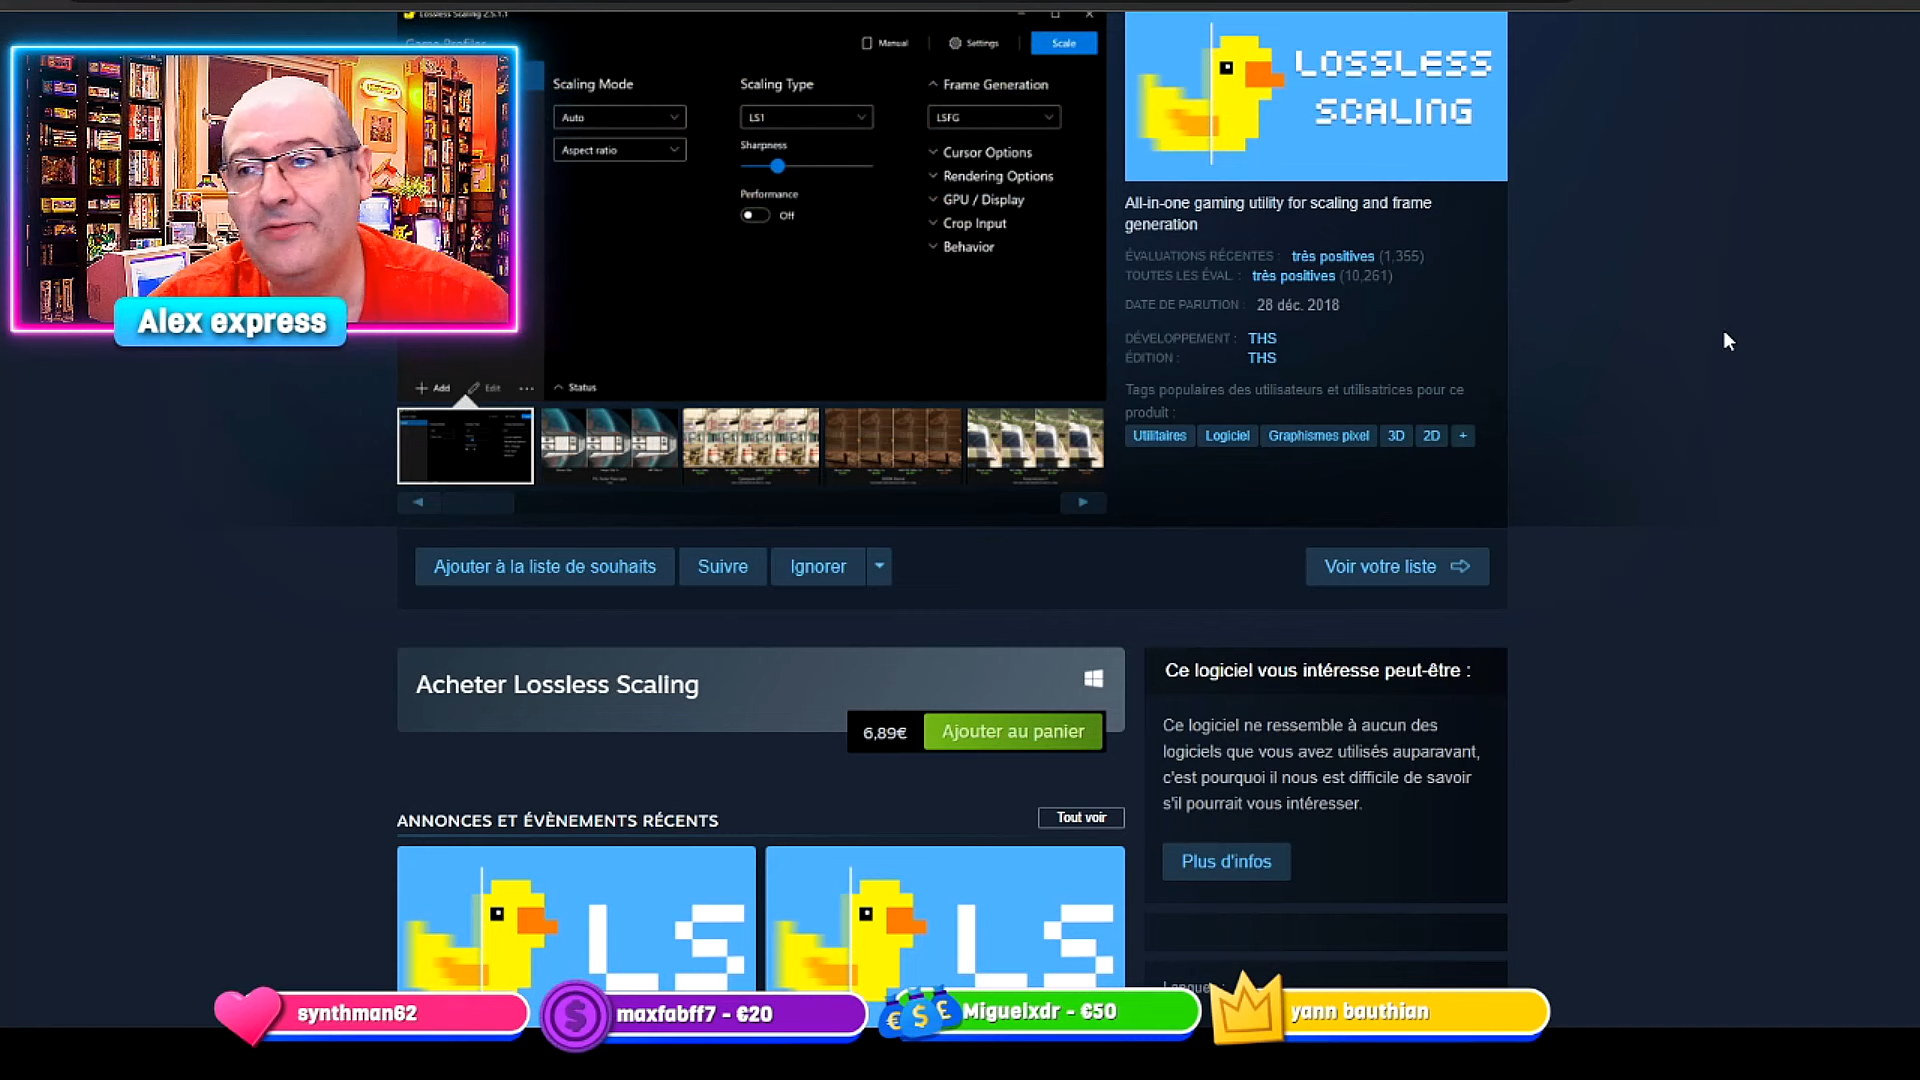 Lossless Scaling 2.5.1.1
Game Profiles
Manual
Settings
Scale
Scaling Mode
Auto
Aspect ratio
Scaling Type
LS1
Sharpness
Performance
Off
Frame Generation
LSFG
Cursor Options
Rendering Options
GPU / Display
Crop Input
Behavior
Add
Edit
Status
Alex express
LOSSLESS
SCALING
All-in-one gaming utility for scaling and frame
generation
ÉVALUATIONS RÉCENTES : très positives (1,355)
TOUTES LES ÉVAL. : très positives (10,261)
DATE DE PARUTION : 28 déc. 2018
DÉVELOPPEMENT : THS
ÉDITION : THS
Tags populaires des utilisateurs et utilisatrices pour ce
produit :
Utilitaires
Logiciel
Graphismes pixel
3D
2D
+
Ajouter à la liste de souhaits
Suivre
Ignorer
Voir votre liste
Acheter Lossless Scaling
6,89€
Ajouter au panier
Ce logiciel vous intéresse peut-être :
Ce logiciel ne ressemble à aucun des
logiciels que vous avez utilisés auparavant,
c'est pourquoi il nous est difficile de savoir
s'il pourrait vous intéresser.
Plus d'infos
ANNONCES ET ÉVÈNEMENTS RÉCENTS
Tout voir
LS
LS
synthman62
maxfabff7 - €20
Miguelxdr - €50
yann bauthian